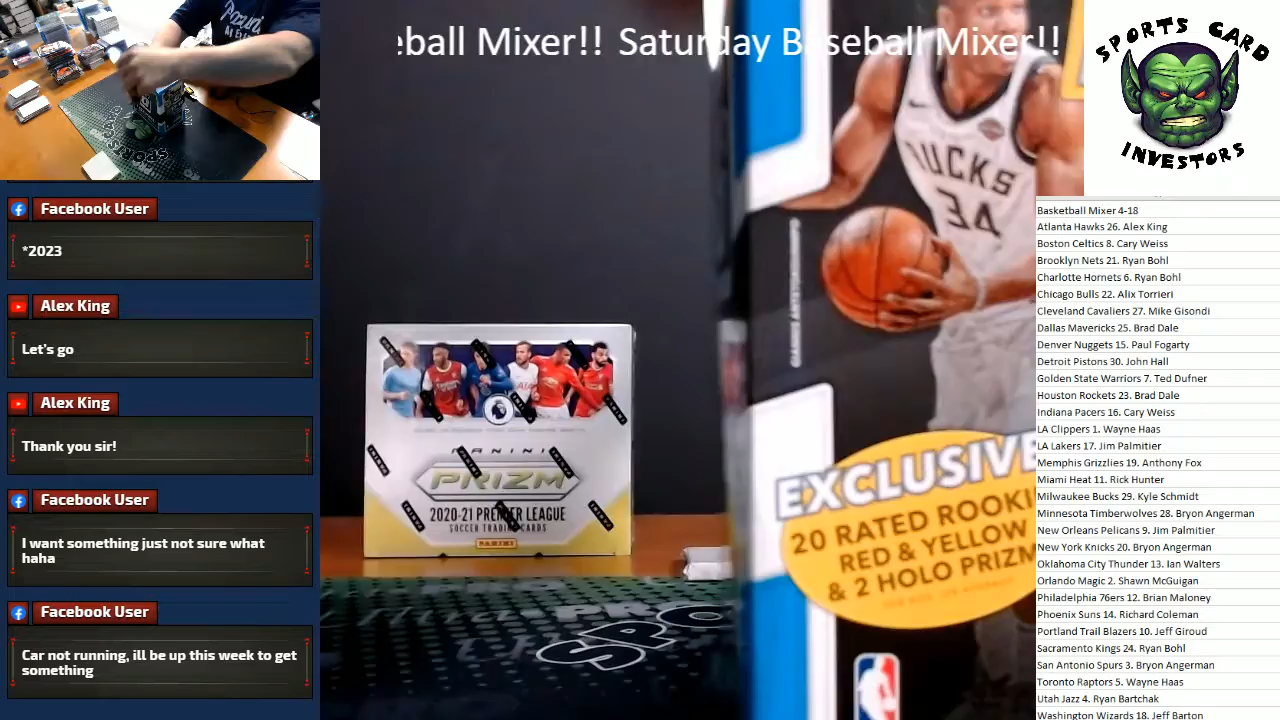 eball Mixer!! Saturday Baseball Mixer!!
SPORTS CARD
INVESTORS
Facebook User
*2023
Alex King
Let's go
Alex King
Thank you sir!
Facebook User
I want something just not sure what
haha
Facebook User
Car not running, ill be up this week to get
something
BUCKS
34
PANINI
PRIZM
2020-21 PREMIER LEAGUE
SOCCER TRADING CARDS
PANINI
EXCLUSIVE
20 RATED ROOKI
RED & YELLOW
& 2 HOLO PRIZM
SPO
Basketball Mixer 4-18
Atlanta Hawks 26. Alex King
Boston Celtics 8. Cary Weiss
Brooklyn Nets 21. Ryan Bohl
Charlotte Hornets 6. Ryan Bohl
Chicago Bulls 22. Alix Torrieri
Cleveland Cavaliers 27. Mike Gisondi
Dallas Mavericks 25. Brad Dale
Denver Nuggets 15. Paul Fogarty
Detroit Pistons 30. John Hall
Golden State Warriors 7. Ted Dufner
Houston Rockets 23. Brad Dale
Indiana Pacers 16. Cary Weiss
LA Clippers 1. Wayne Haas
LA Lakers 17. Jim Palmitier
Memphis Grizzlies 19. Anthony Fox
Miami Heat 11. Rick Hunter
Milwaukee Bucks 29. Kyle Schmidt
Minnesota Timberwolves 28. Bryon Angerman
New Orleans Pelicans 9. Jim Palmitier
New York Knicks 20. Bryon Angerman
Oklahoma City Thunder 13. Ian Walters
Orlando Magic 2. Shawn McGuigan
Philadelphia 76ers 12. Brian Maloney
Phoenix Suns 14. Richard Coleman
Portland Trail Blazers 10. Jeff Giroud
Sacramento Kings 24. Ryan Bohl
San Antonio Spurs 3. Bryon Angerman
Toronto Raptors 5. Wayne Haas
Utah Jazz 4. Ryan Bartchak
Washington Wizards 18. Jeff Barton